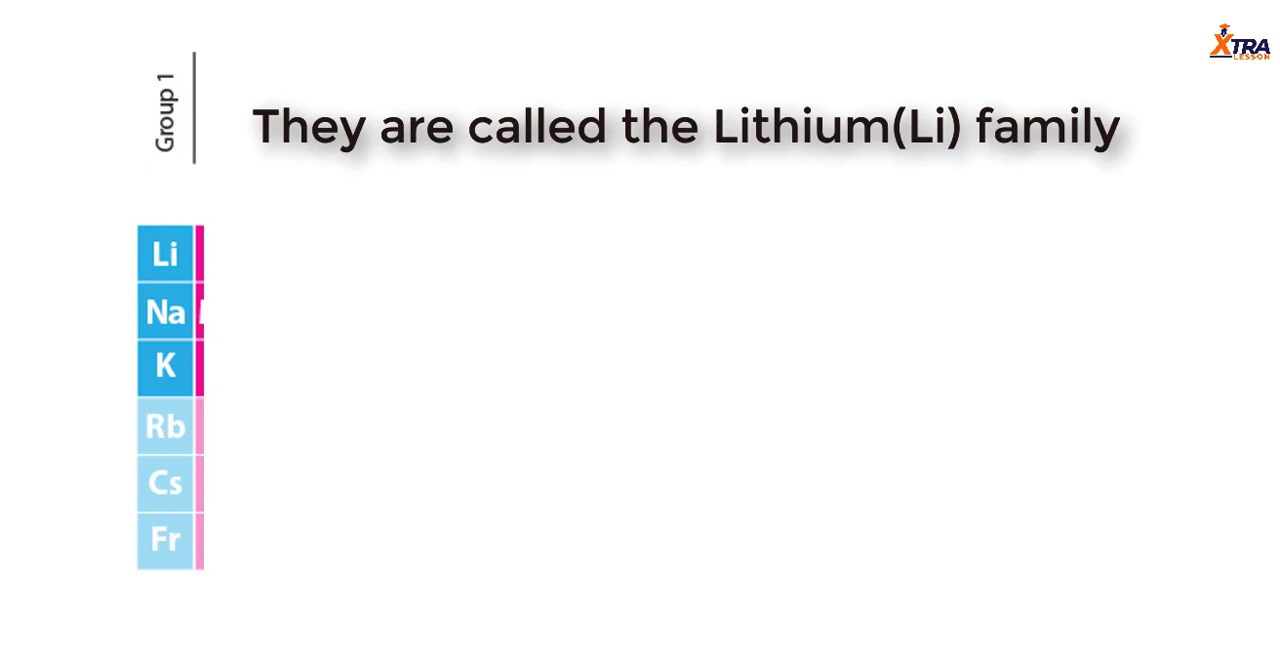 XTRA
LESSON
Group 1
They are called the Lithium(Li) family
Li
Na
K
Rb
Cs
Fr